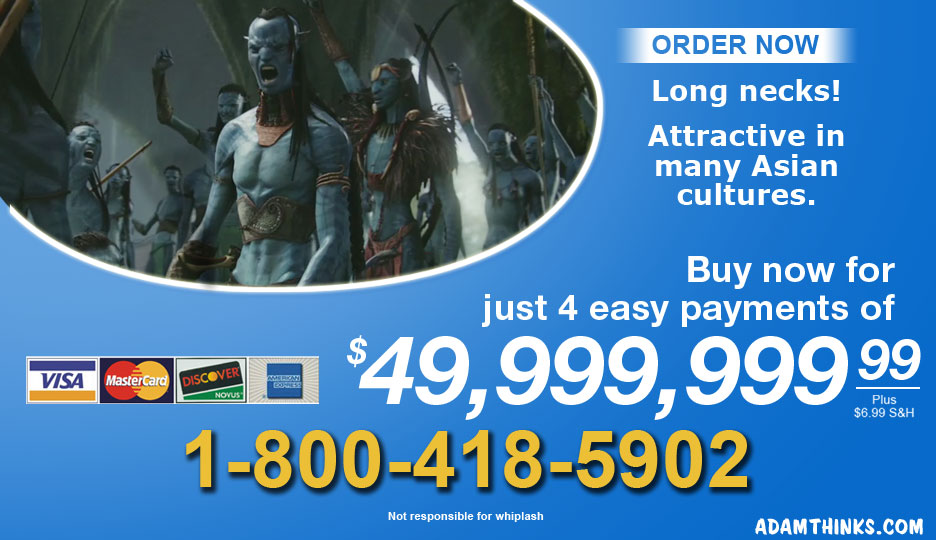 ORDER NOW
Long necks!
Attractive in
many Asian
cultures.
Buy now for
just 4 easy payments of
$49,999,999 99
Plus
$6.99 S&H
VISA
MasterCard
DISCOVER
NOVUS
AMERICAN
EXPRESS
1-800-418-5902
Not responsible for whiplash
ADAMTHINKS.COM